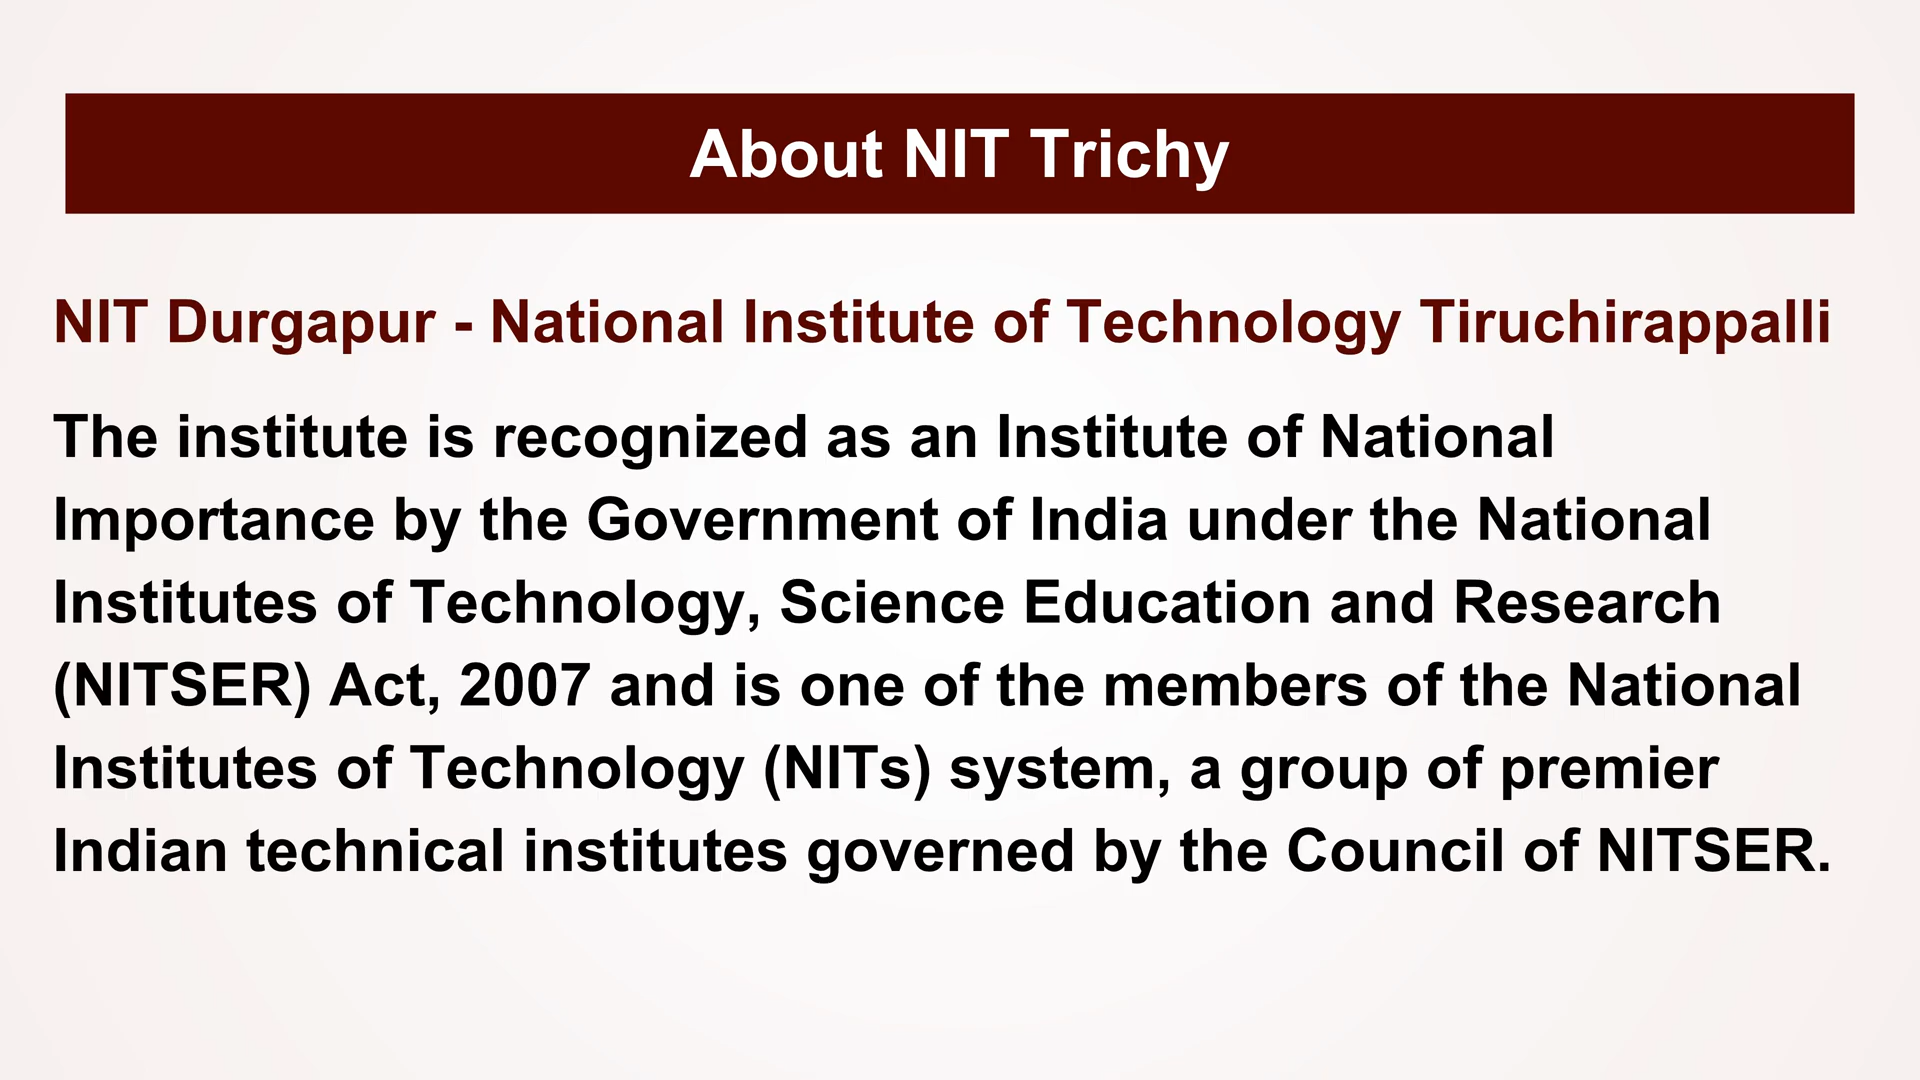 About NIT Trichy
NIT Durgapur - National Institute of Technology Tiruchirappalli
The institute is recognized as an Institute of National
Importance by the Government of India under the National
Institutes of Technology, Science Education and Research
(NITSER) Act, 2007 and is one of the members of the National
Institutes of Technology (NITs) system, a group of premier
Indian technical institutes governed by the Council of NITSER.